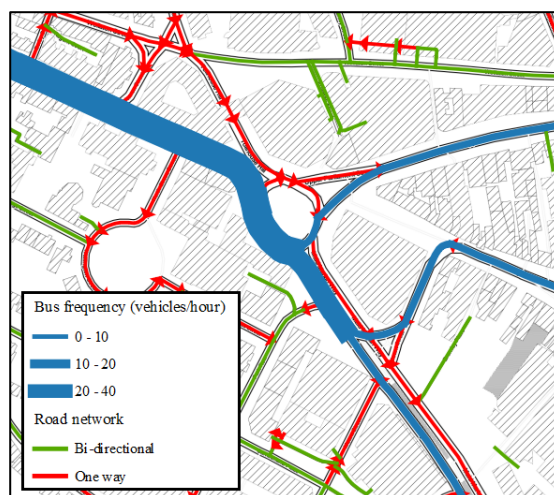 Bus frequency (vehicles/hour)
0 - 10
10 - 20
20 - 40
Road network
Bi-directional
One way